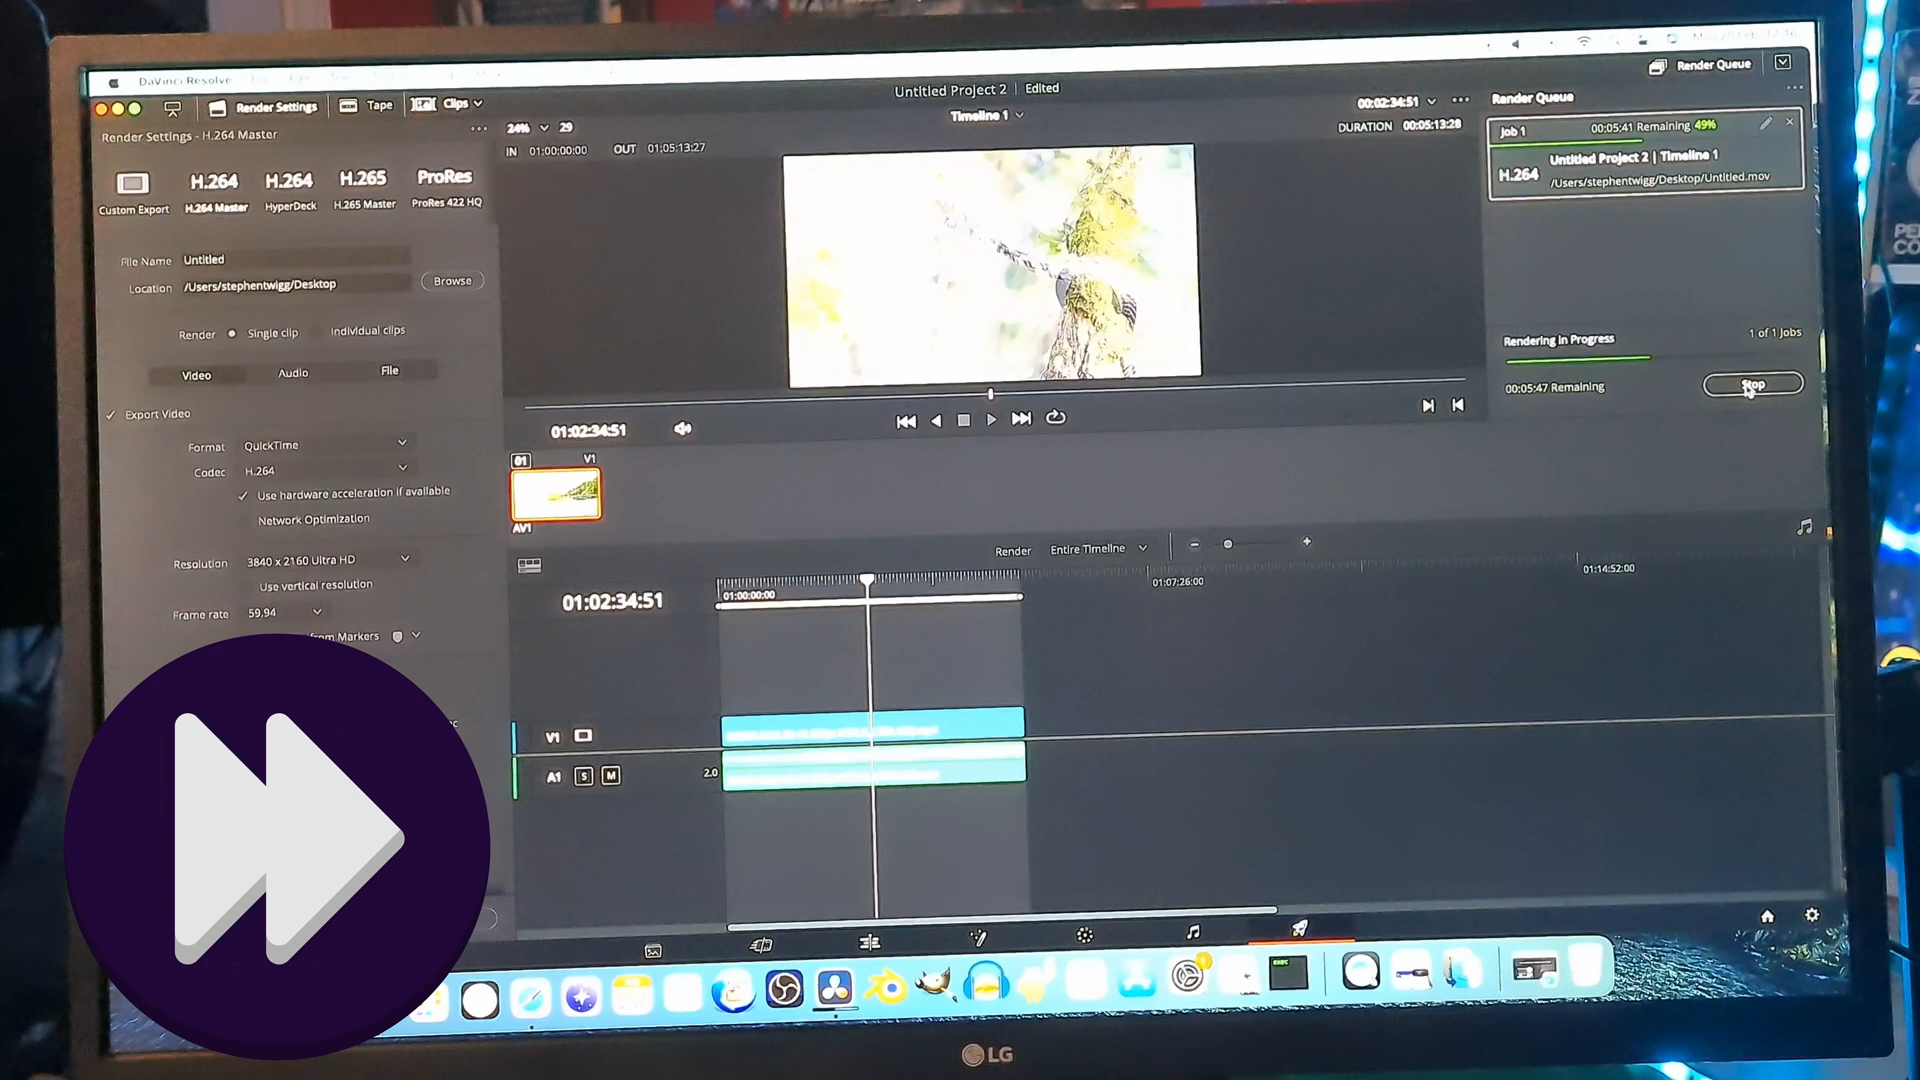 DaVinci Resolve
Render Settings
Tape
Clips
Untitled Project 2 | Edited
Render Queue
Render Settings - H.264 Master
24%
29
Timeline 1
00:02:34:51
Render Queue
IN 01:00:00:00 OUT 01:05:13:27
DURATION 00:05:13:28
Job 1
00:05:41 Remaining 49%
H.264
Untitled Project 2 | Timeline 1
/Users/stephentwigg/Desktop/Untitled.mov
Custom Export
H.264
H.264 Master
H.264
HyperDeck
H.265
H.265 Master
ProRes
ProRes 422 HQ
File Name Untitled
Location /Users/stephentwigg/Desktop
Browse
Render Single clip Individual clips
Video Audio File
Rendering in Progress
1 of 1 Jobs
00:05:47 Remaining
Stop
Export Video
Format QuickTime
Codec H.264
Use hardware acceleration if available
Network Optimization
Resolution 3840 x 2160 Ultra HD
Use vertical resolution
Frame rate 59.94
from Markers
01:02:34:51
01 V1
AV1
Render Entire Timeline
01:02:34:51
01:00:00:00
01:07:26:00
01:14:52:00
V1
A1 S M 2.0
LG